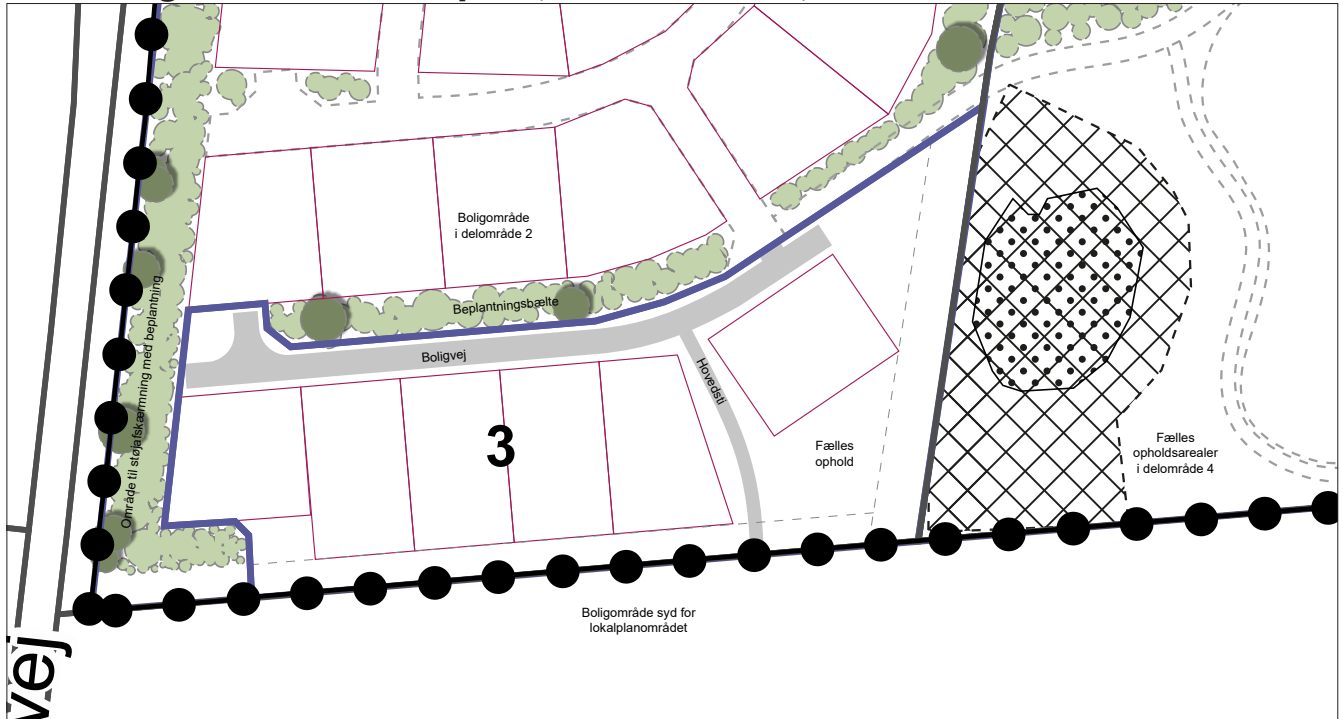 Boligområde
i delområde 2
Beplantningsbælte
Boligvej
Hovedsti
Område til støjafskærmning med beplantning
3
Fælles
ophold
Fælles
opholdsarealer
i delområde 4
Boligområde syd for
lokalplanområdet
vej